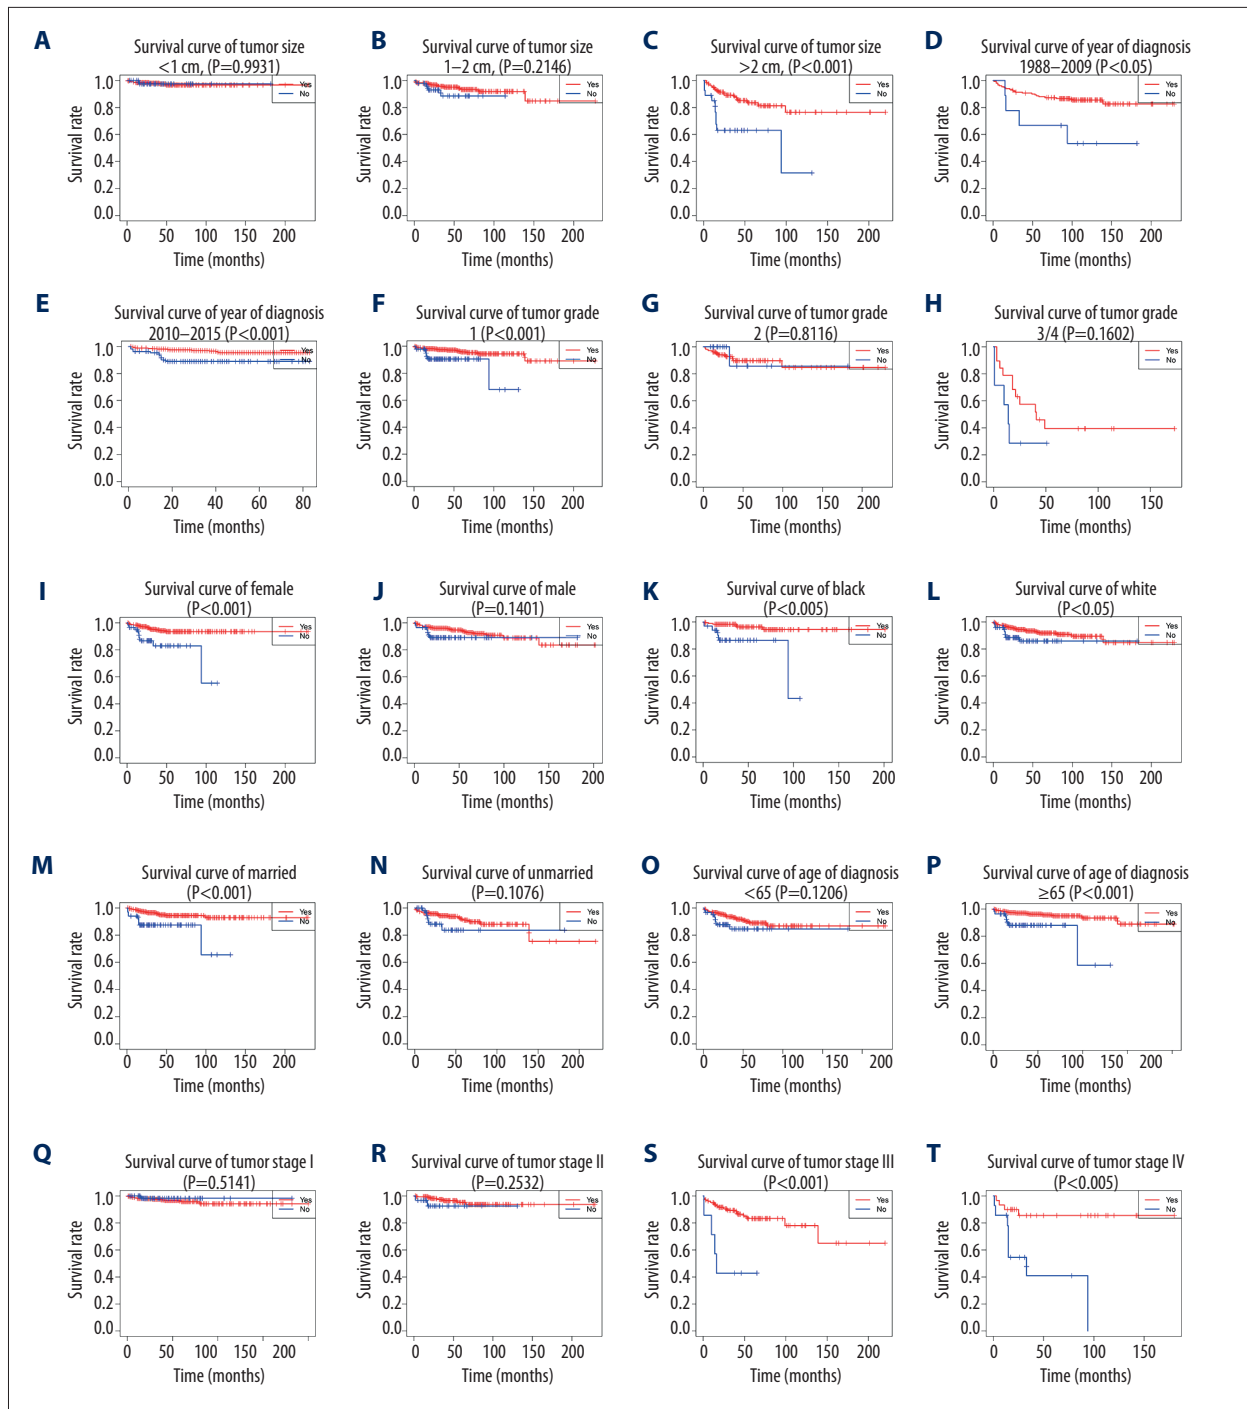 A
Survival curve of tumor size
<1 cm, (P=0.9931)
Survival rate
1.0
0.8
0.6
0.4
0.2
0.0
Yes
No
0 50 100 150 200
Time (months)
B
Survival curve of tumor size
1–2 cm, (P=0.2146)
Survival rate
1.0
0.8
0.6
0.4
0.2
0.0
Yes
No
0 50 100 150 200
Time (months)
C
Survival curve of tumor size
>2 cm, (P<0.001)
Survival rate
1.0
0.8
0.6
0.4
0.2
0.0
Yes
No
0 50 100 150 200
Time (months)
D
Survival curve of year of diagnosis
1988–2009 (P<0.05)
Survival rate
1.0
0.8
0.6
0.4
0.2
0.0
Yes
No
0 50 100 150 200
Time (months)
E
Survival curve of year of diagnosis
2010–2015 (P<0.001)
Survival rate
1.0
0.8
0.6
0.4
0.2
0.0
Yes
No
0 20 40 60 80
Time (months)
F
Survival curve of tumor grade
1 (P<0.001)
Survival rate
1.0
0.8
0.6
0.4
0.2
0.0
Yes
No
0 50 100 150 200
Time (months)
G
Survival curve of tumor grade
2 (P=0.8116)
Survival rate
1.0
0.8
0.6
0.4
0.2
0.0
Yes
No
0 50 100 150 200
Time (months)
H
Survival curve of tumor grade
3/4 (P=0.1602)
Survival rate
1.0
0.8
0.6
0.4
0.2
0.0
Yes
No
0 50 100 150
Time (months)
I
Survival curve of female
(P<0.001)
Survival rate
1.0
0.8
0.6
0.4
0.2
0.0
Yes
No
0 50 100 150 200
Time (months)
J
Survival curve of male
(P=0.1401)
Survival rate
1.0
0.8
0.6
0.4
0.2
0.0
Yes
No
0 50 100 150 200
Time (months)
K
Survival curve of black
(P<0.005)
Survival rate
1.0
0.8
0.6
0.4
0.2
0.0
Yes
No
0 50 100 150 200
Time (months)
L
Survival curve of white
(P<0.05)
Survival rate
1.0
0.8
0.6
0.4
0.2
0.0
Yes
No
0 50 100 150 200
Time (months)
M
Survival curve of married
(P<0.001)
Survival rate
1.0
0.8
0.6
0.4
0.2
0.0
Yes
No
0 50 100 150 200
Time (months)
N
Survival curve of unmarried
(P=0.1076)
Survival rate
1.0
0.8
0.6
0.4
0.2
0.0
Yes
No
0 50 100 150 200
Time (months)
O
Survival curve of age of diagnosis
<65 (P=0.1206)
Survival rate
1.0
0.8
0.6
0.4
0.2
0.0
Yes
No
0 50 100 150 200
Time (months)
P
Survival curve of age of diagnosis
≥65 (P<0.001)
Survival rate
1.0
0.8
0.6
0.4
0.2
0.0
Yes
No
0 50 100 150 200
Time (months)
Q
Survival curve of tumor stage I
(P=0.5141)
Survival rate
1.0
0.8
0.6
0.4
0.2
0.0
Yes
No
0 50 100 150 200
Time (months)
R
Survival curve of tumor stage II
(P=0.2532)
Survival rate
1.0
0.8
0.6
0.4
0.2
0.0
Yes
No
0 50 100 150 200
Time (months)
S
Survival curve of tumor stage III
(P<0.001)
Survival rate
1.0
0.8
0.6
0.4
0.2
0.0
Yes
No
0 50 100 150 200
Time (months)
T
Survival curve of tumor stage IV
(P<0.005)
Survival rate
1.0
0.8
0.6
0.4
0.2
0.0
Yes
No
0 50 100 150
Time (months)